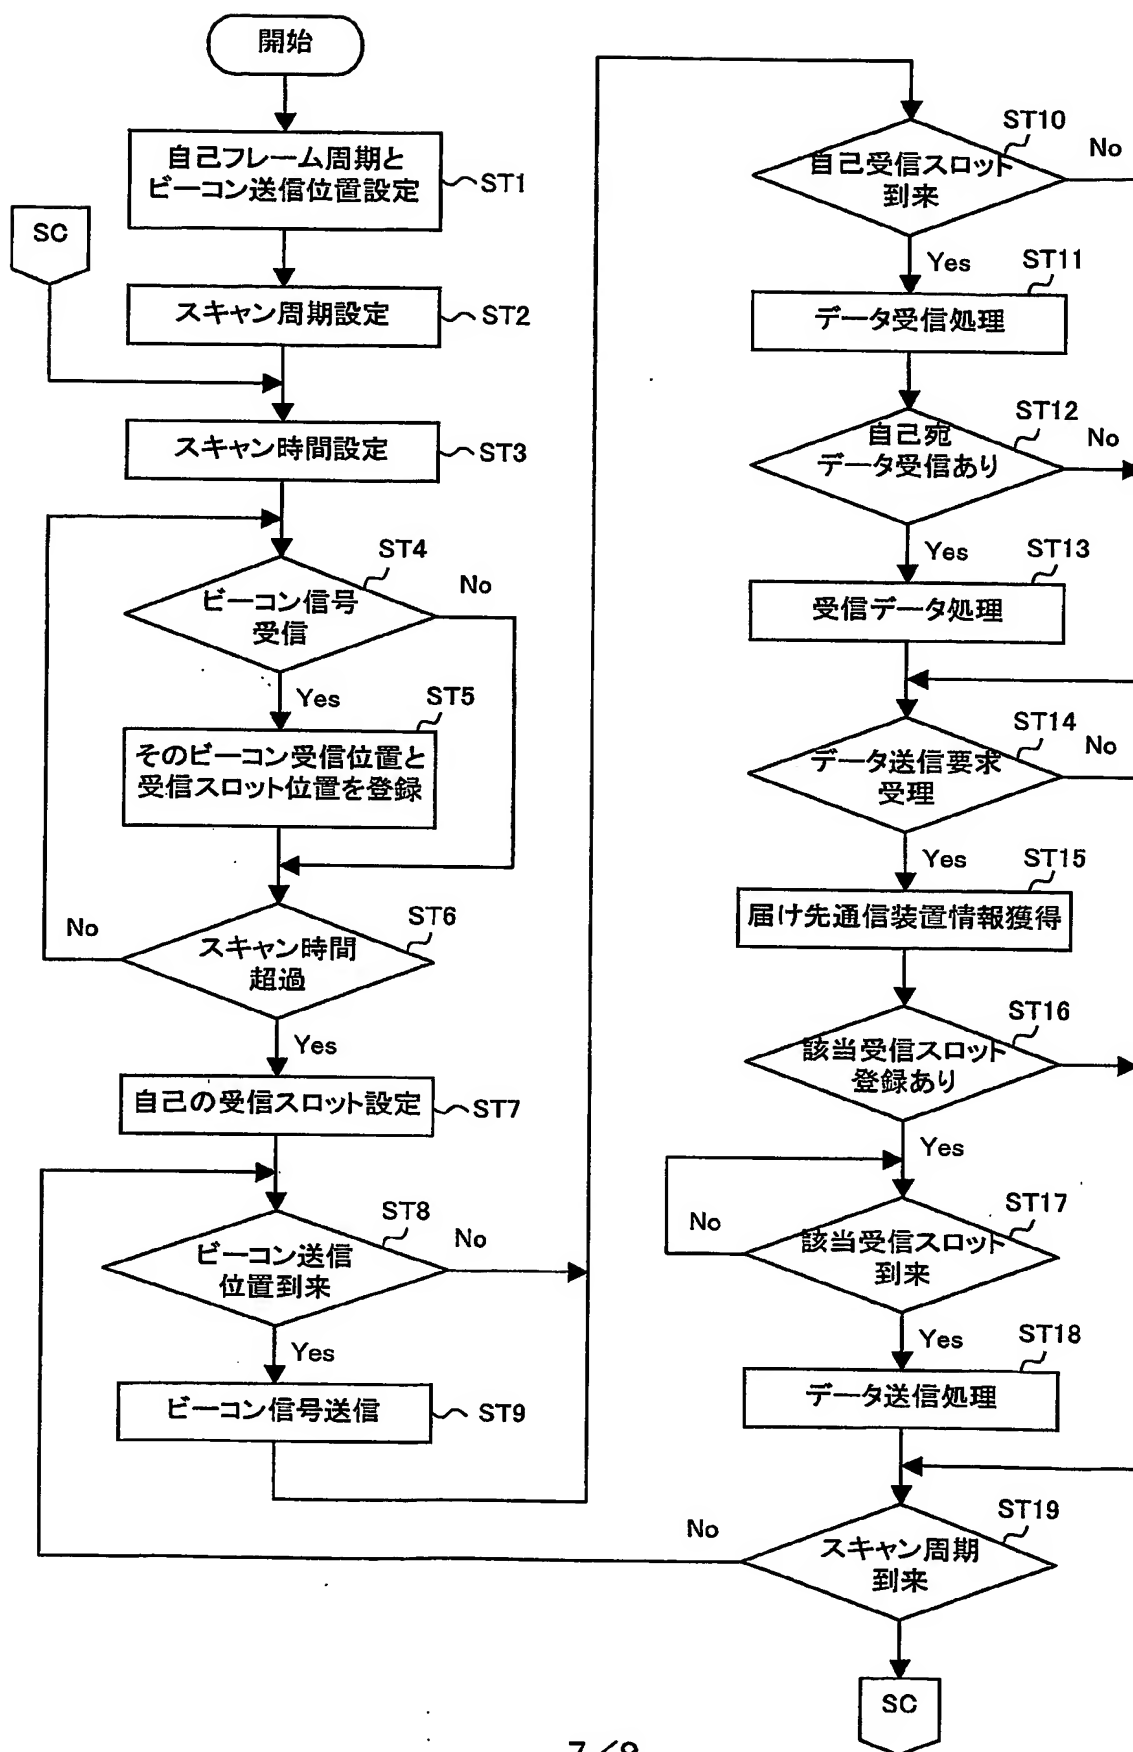 開始
自己フレーム周期と
ビーコン送信位置設定
ST1
SC
スキャン周期設定
ST2
スキャン時間設定
ST3
ST4
ビーコン信号
受信
No
Yes
ST5
そのビーコン受信位置と
受信スロット位置を登録
ST6
スキャン時間
超過
No
Yes
自己の受信スロット設定
ST7
ST8
ビーコン送信
位置到来
No
Yes
ビーコン信号送信
ST9
ST10
自己受信スロット
到来
No
Yes
ST11
データ受信処理
ST12
自己宛
データ受信あり
No
Yes
ST13
受信データ処理
ST14
データ送信要求
受理
No
Yes
ST15
届け先通信装置情報獲得
ST16
該当受信スロット
登録あり
Yes
ST17
該当受信スロット
到来
No
Yes
ST18
データ送信処理
ST19
スキャン周期
到来
No
SC